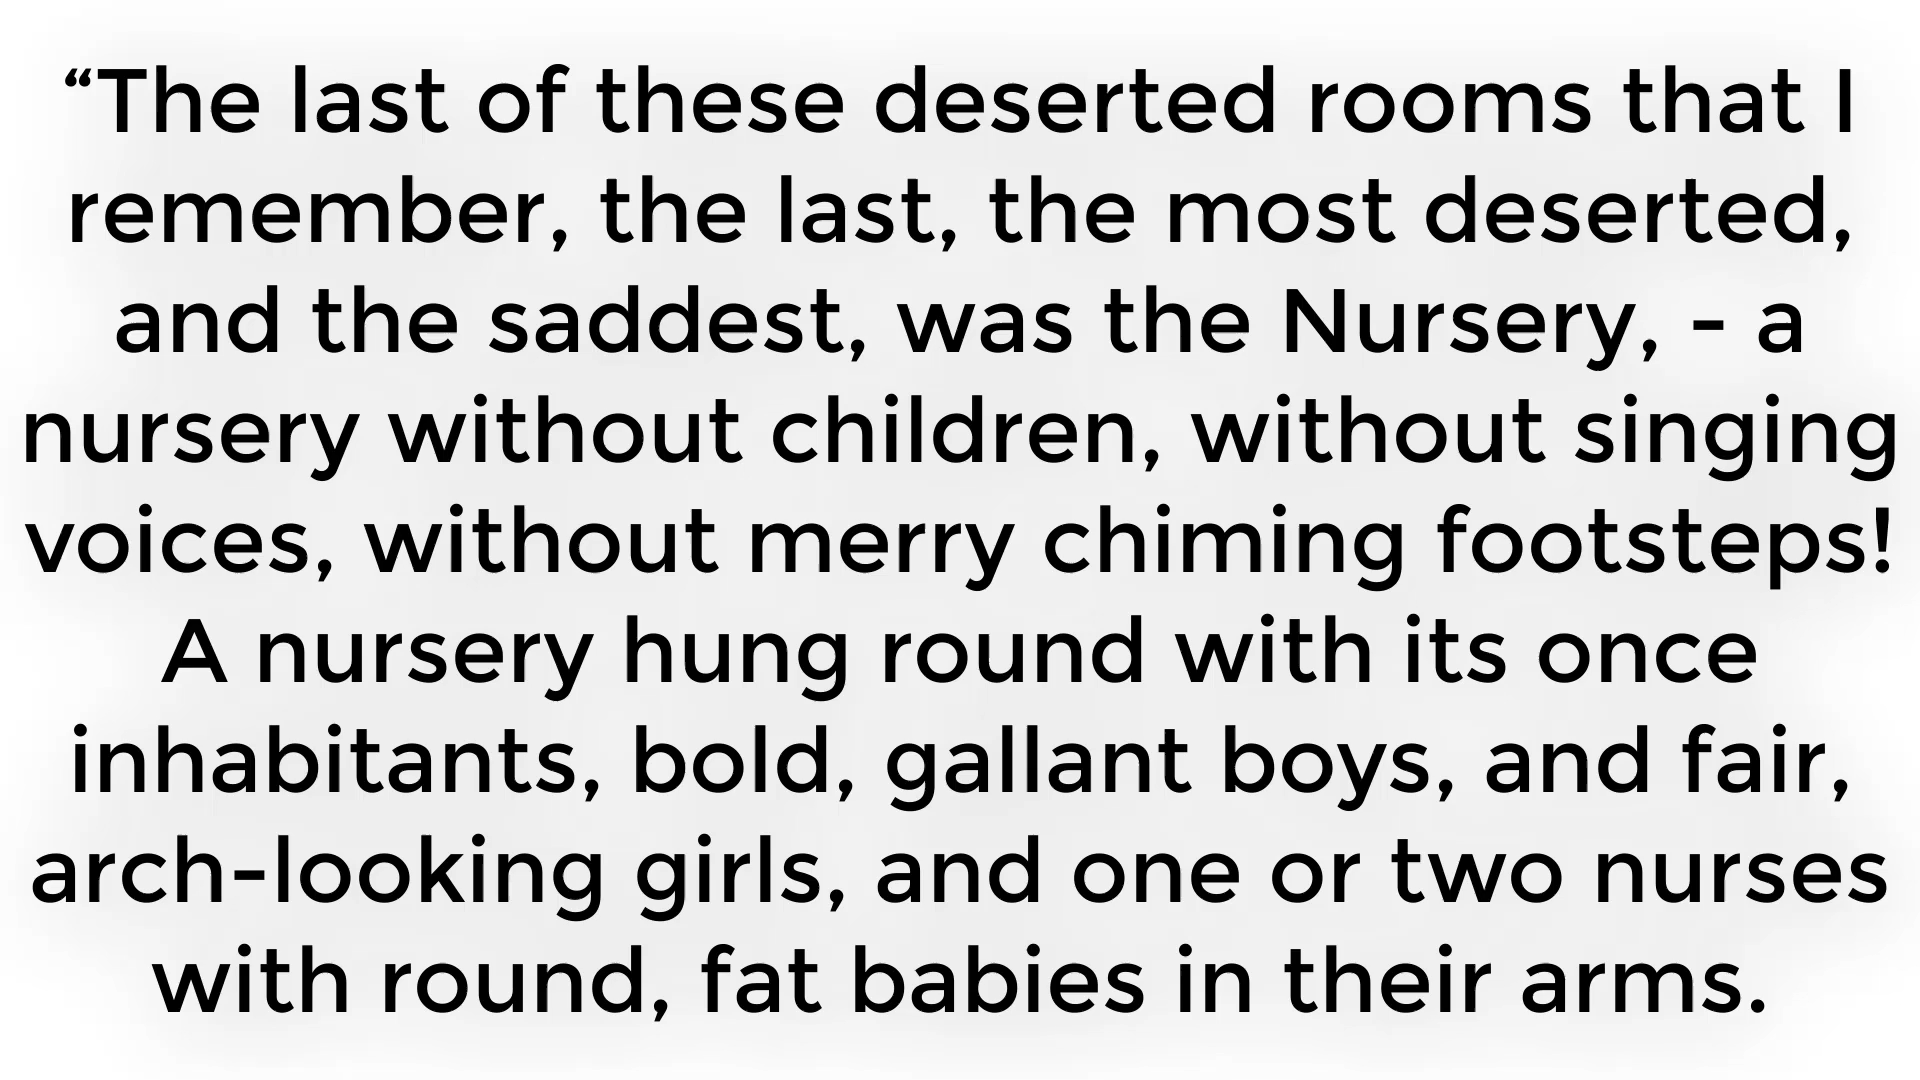 “The last of these deserted rooms that I
remember, the last, the most deserted,
and the saddest, was the Nursery, - a
nursery without children, without singing
voices, without merry chiming footsteps!
A nursery hung round with its once
inhabitants, bold, gallant boys, and fair,
arch-looking girls, and one or two nurses
with round, fat babies in their arms.